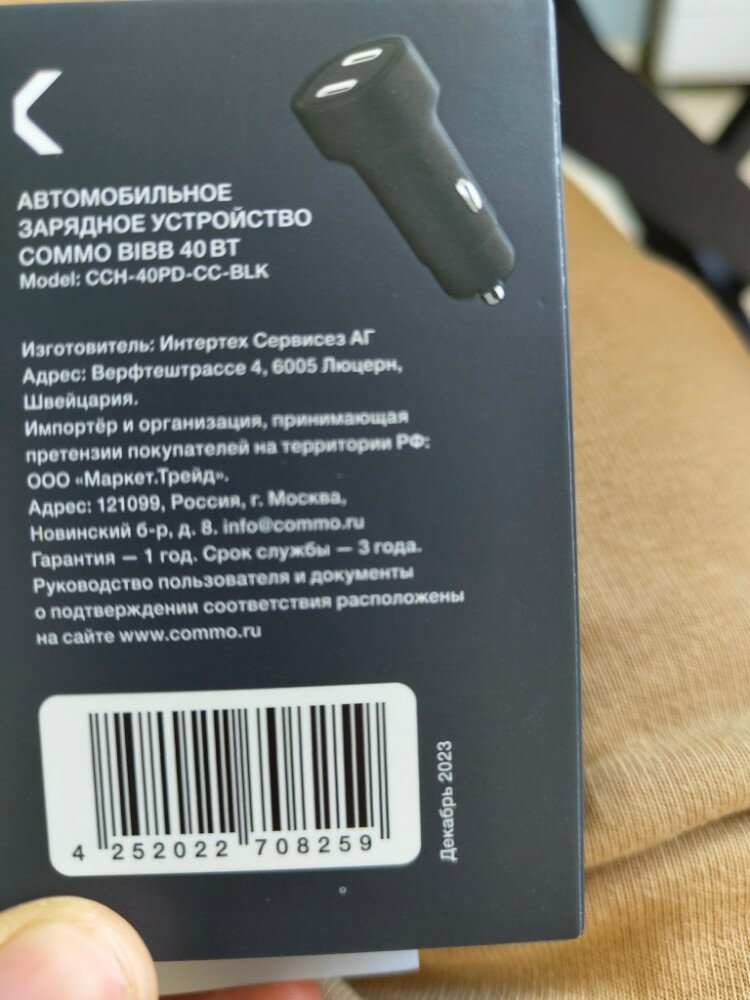 АВТОМОБИЛЬНОЕ
ЗАРЯДНОЕ УСТРОЙСТВО
COMMO BIBB 40 ВТ
Model: CCH-40PD-CC-BLK
Изготовитель: Интертех Сервисез АГ
Адрес: Верфтештрассе 4, 6005 Люцерн,
Швейцария.
Импортёр и организация, принимающая
претензии покупателей на территории РФ:
ООО «Маркет.Трейд».
Адрес: 121099, Россия, г. Москва,
Новинский б-р, д. 8. info@commo.ru
Гарантия — 1 год. Срок службы — 3 года.
Руководство пользователя и документы
о подтверждении соответствия расположены
на сайте www.commo.ru
4 252022 708259
Декабрь 2023